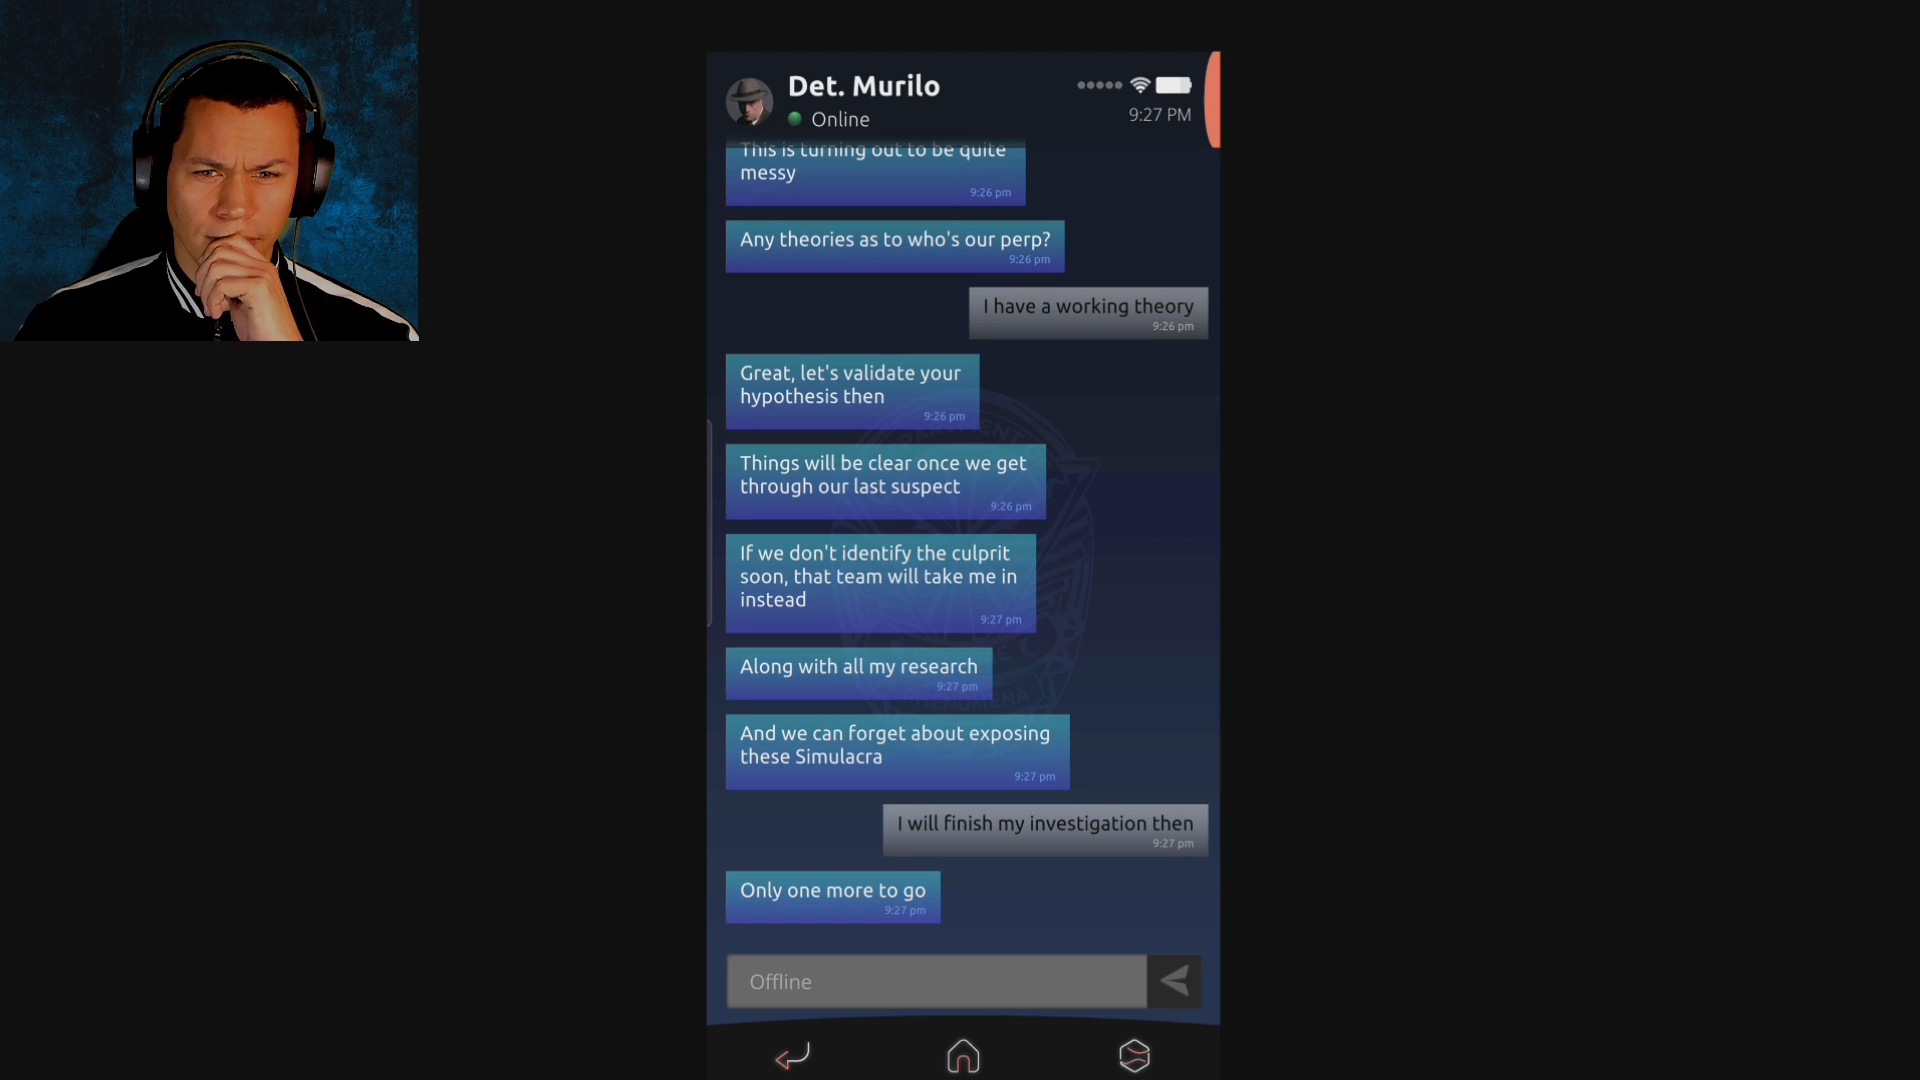 Det. Murilo
Online
9:27 PM
This is turning out to be quite
messy
9:26 pm
Any theories as to who's our perp?
9:26 pm
I have a working theory
9:26 pm
Great, let's validate your
hypothesis then
9:26 pm
Things will be clear once we get
through our last suspect
9:26 pm
If we don't identify the culprit
soon, that team will take me in
instead
9:27 pm
Along with all my research
9:27 pm
And we can forget about exposing
these Simulacra
9:27 pm
I will finish my investigation then
9:27 pm
Only one more to go
9:27 pm
Offline